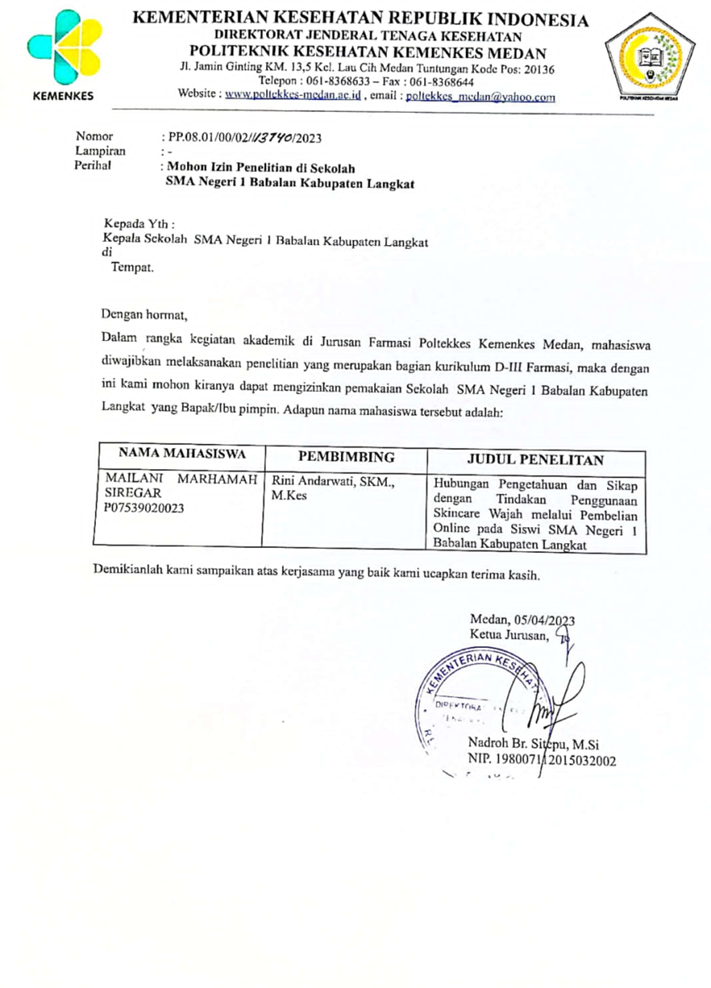 KEMENTERIAN KESEHATAN REPUBLIK INDONESIA
DIREKTORAT JENDERAL TENAGA KESEHATAN
POLITEKNIK KESEHATAN KEMENKES MEDAN
Jl. Jamin Ginting KM. 13,5 Kel. Lau Cih Medan Tuntungan Kode Pos: 20136
Telepon : 061-8368633 – Fax : 061-8368644
Website : www.poltekkes-medan.ac.id , email : poltekkes_medan@yahoo.com
KEMENKES
POLITEKNIK KESEHATAN MEDAN
Nomor : PP.08.01/00/02/
/2023
Lampiran : -
Perihal : Mohon Izin Penelitian di Sekolah
SMA Negeri 1 Babalan Kabupaten Langkat
Kepada Yth :
Kepala Sekolah SMA Negeri 1 Babalan Kabupaten Langkat
di
Tempat.
Dengan hormat,
Dalam rangka kegiatan akademik di Jurusan Farmasi Poltekkes Kemenkes Medan, mahasiswa
diwajibkan melaksanakan penelitian yang merupakan bagian kurikulum D-III Farmasi, maka dengan
ini kami mohon kiranya dapat mengizinkan pemakaian Sekolah SMA Negeri 1 Babalan Kabupaten
Langkat yang Bapak/Ibu pimpin. Adapun nama mahasiswa tersebut adalah:
NAMA MAHASISWA PEMBIMBING JUDUL PENELITAN
MAILANI MARHAMAH
SIREGAR
P07539020023
Rini Andarwati, SKM.,
M.Kes
Hubungan Pengetahuan dan Sikap
dengan Tindakan Penggunaan
Skincare Wajah melalui Pembelian
Online pada Siswi SMA Negeri 1
Babalan Kabupaten Langkat
Demikianlah kami sampaikan atas kerjasama yang baik kami ucapkan terima kasih.
Medan, 05/04/2023
Ketua Jurusan,
KEMENTERIAN KESEHATAN
DIREKTORA
Nadroh Br. Sitepu, M.Si
NIP. 198007112015032002